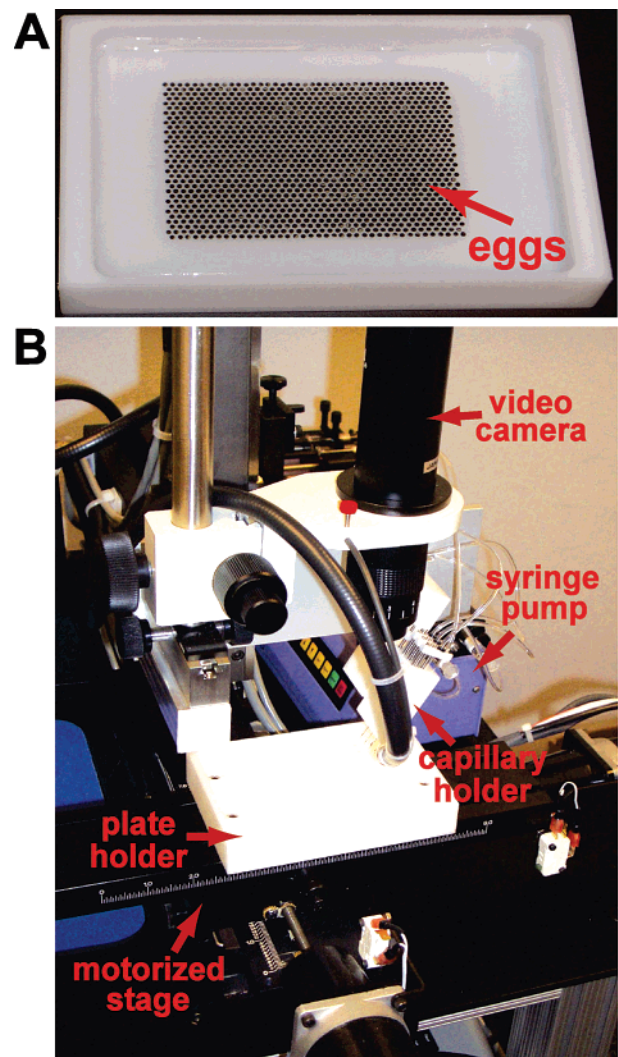 A
eggs
B
video
camera
syringe
pump
capillary
holder
plate
holder
motorized
stage